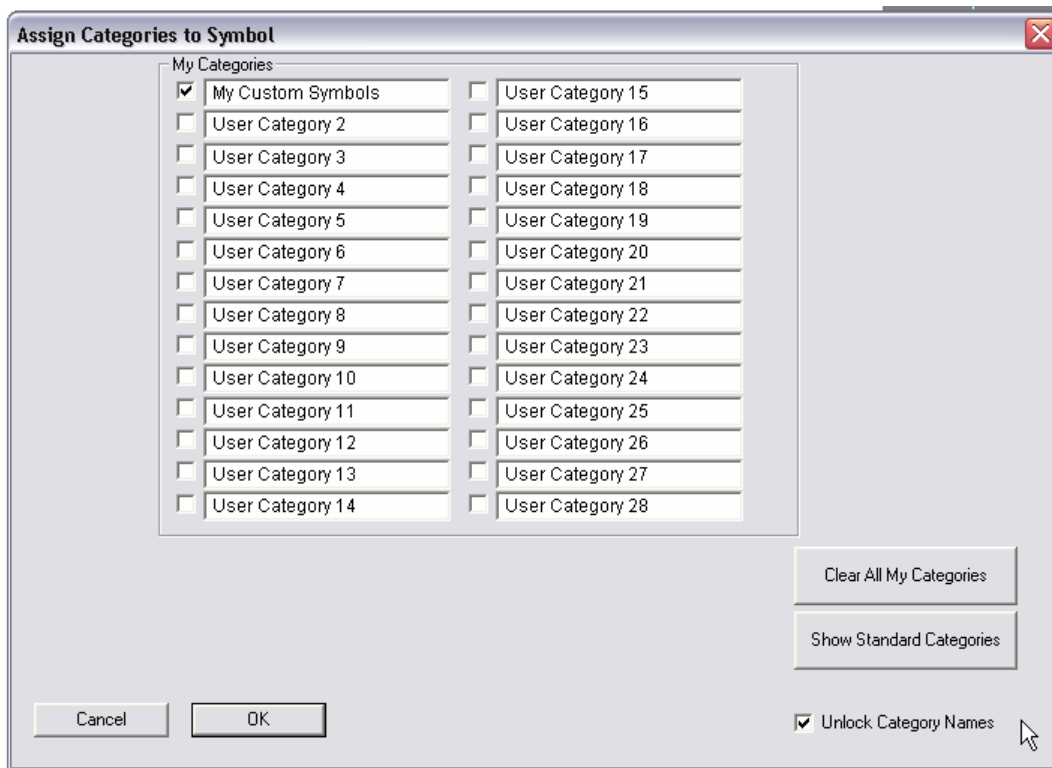 Assign Categories to Symbol
My Categories
My Custom Symbols
User Category 2
User Category 3
User Category 4
User Category 5
User Category 6
User Category 7
User Category 8
User Category 9
User Category 10
User Category 11
User Category 12
User Category 13
User Category 14
User Category 15
User Category 16
User Category 17
User Category 18
User Category 19
User Category 20
User Category 21
User Category 22
User Category 23
User Category 24
User Category 25
User Category 26
User Category 27
User Category 28
Clear All My Categories
Show Standard Categories
Cancel
OK
Unlock Category Names